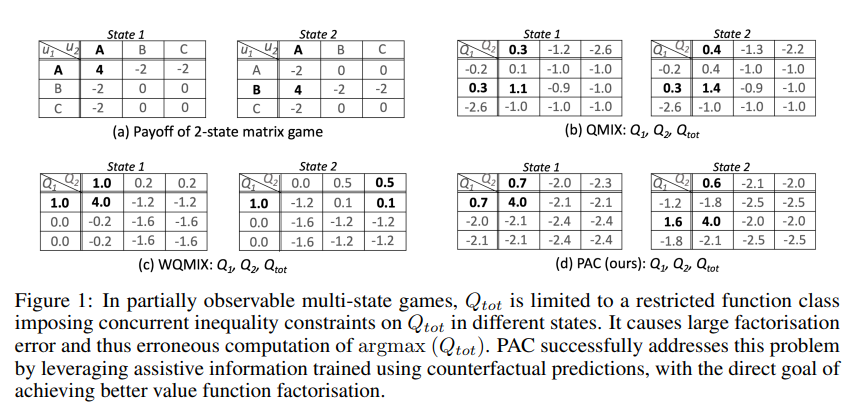 State 1 State 2
u1 u2 A B C u1 u2 A B C
A 4 -2 -2 A -2 0 0
B -2 0 0 B 4 -2 -2
C -2 0 0 C -2 0 0
(a) Payoff of 2-state matrix game
State 1 State 2
Q1 Q2 0.3 -1.2 -2.6 Q1 Q2 0.4 -1.3 -2.2
-0.2 0.1 -1.0 -1.0 -0.2 0.4 -1.0 -1.0
0.3 1.1 -0.9 -1.0 0.3 1.4 -0.9 -1.0
-2.6 -1.0 -1.0 -1.0 -2.6 -1.0 -1.0 -1.0
(b) QMIX: Q1, Q2, Qtot
State 1 State 2
Q1 Q2 1.0 0.2 0.2 Q1 Q2 0.0 0.5 0.5
1.0 4.0 -1.2 -1.2 1.0 -1.2 0.1 0.1
0.0 -0.2 -1.6 -1.6 0.0 -1.6 -1.2 -1.2
0.0 -0.2 -1.6 -1.6 0.0 -1.6 -1.2 -1.2
(c) WQMIX: Q1, Q2, Qtot
State 1 State 2
Q1 Q2 0.7 -2.0 -2.3 Q1 Q2 0.6 -2.1 -2.0
0.7 4.0 -2.1 -2.1 -1.2 -1.8 -2.5 -2.5
-2.0 -2.1 -2.4 -2.4 1.6 4.0 -2.0 -2.0
-2.1 -2.1 -2.4 -2.4 -1.8 -2.1 -2.5 -2.5
(d) PAC (ours): Q1, Q2, Qtot
Figure 1: In partially observable multi-state games, Qtot is limited to a restricted function class
imposing concurrent inequality constraints on Qtot in different states. It causes large factorisation
error and thus erroneous computation of argmax (Qtot). PAC successfully addresses this problem
by leveraging assistive information trained using counterfactual predictions, with the direct goal of
achieving better value function factorisation.